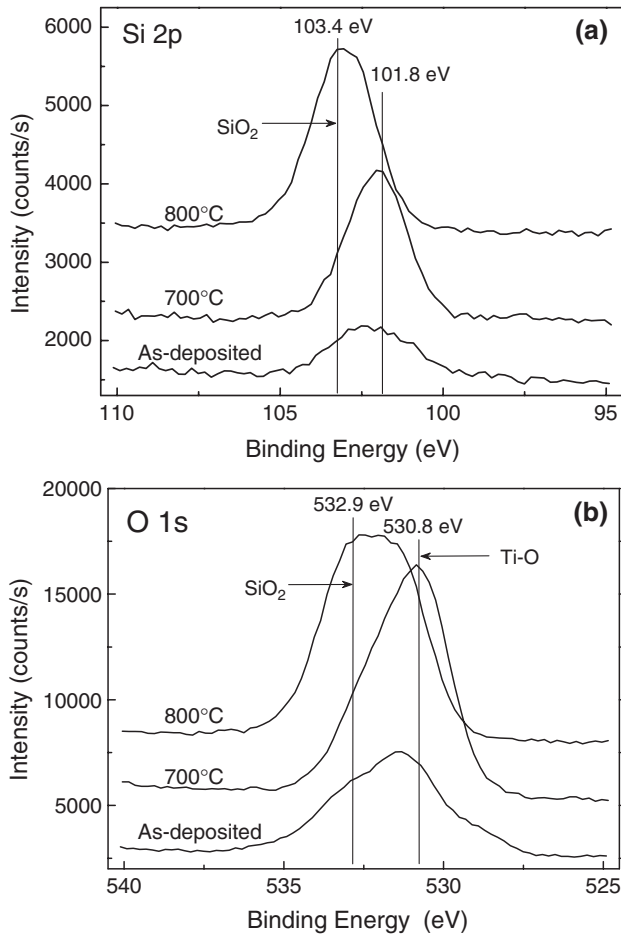 Si 2p
(a)
103.4 eV
101.8 eV
SiO₂
800°C
700°C
As-deposited
6000
5000
4000
3000
2000
Intensity (counts/s)
110
105
100
95
Binding Energy (eV)
O 1s
(b)
532.9 eV
530.8 eV
Ti-O
SiO₂
800°C
700°C
As-deposited
20000
15000
10000
5000
Intensity (counts/s)
540
535
530
525
Binding Energy (eV)